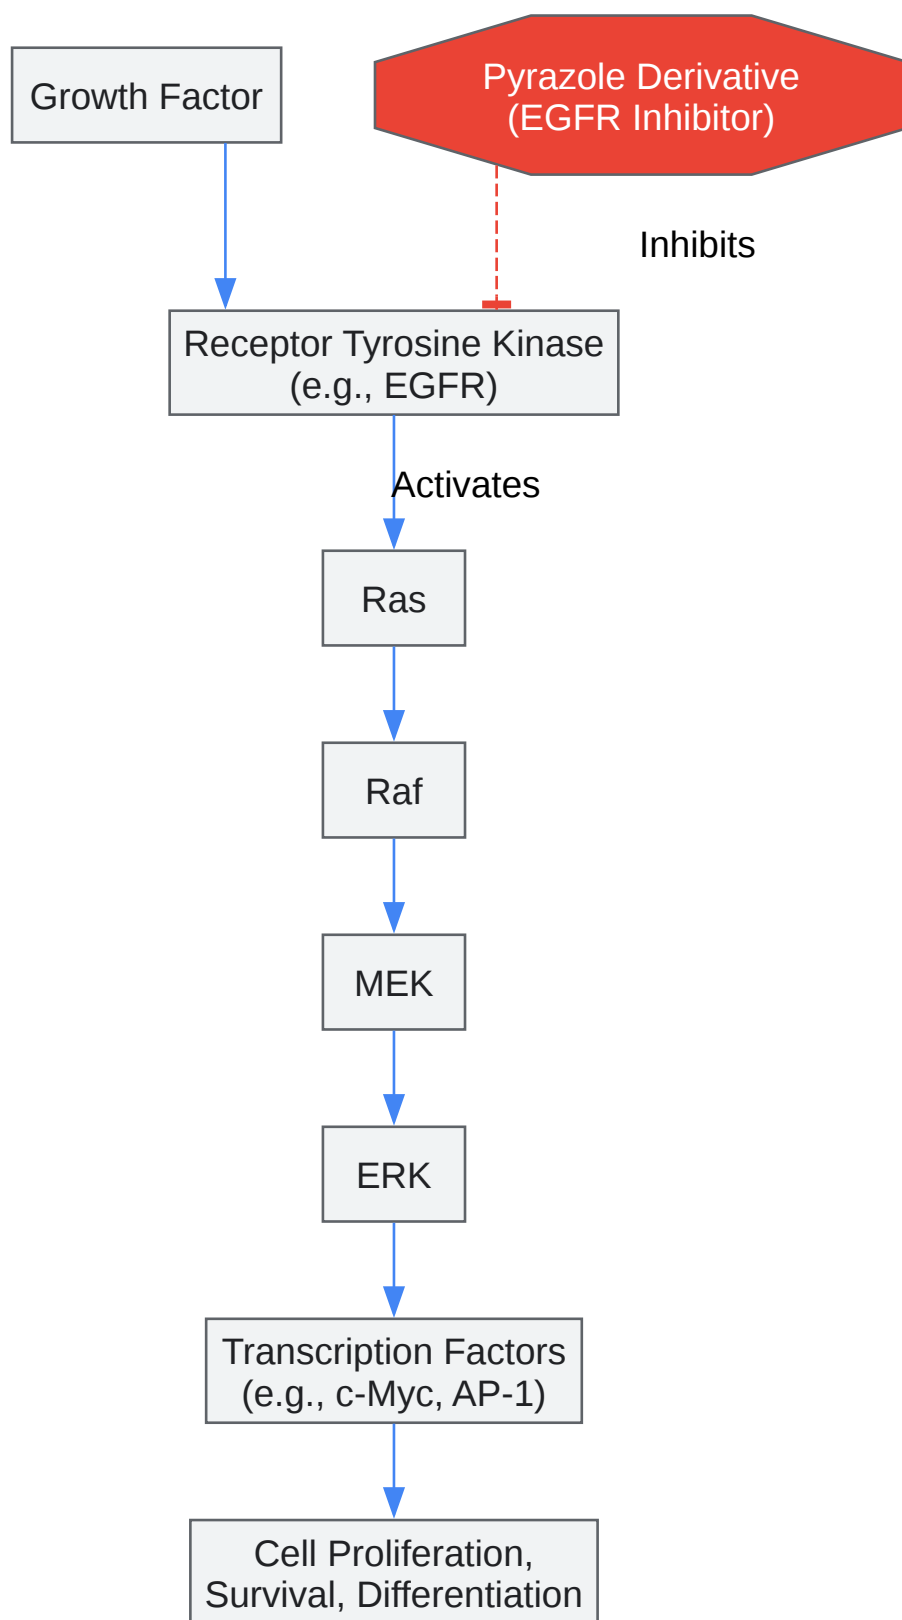 Growth Factor
Pyrazole Derivative
(EGFR Inhibitor)
Inhibits
Receptor Tyrosine Kinase
(e.g., EGFR)
Activates
Ras
Raf
MEK
ERK
Transcription Factors
(e.g., c-Myc, AP-1)
Cell Proliferation,
Survival, Differentiation